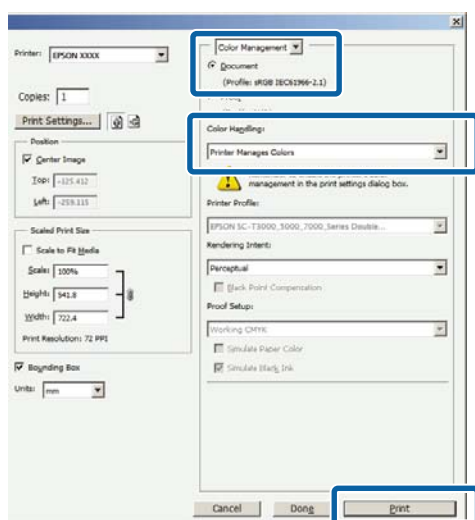 Printer: EPSON XXXX
Copies: 1
Print Settings...
Position
Center Image
Top: -125.412
Left: -259.115
Scaled Print Size
Scale to Fit Media
Scale: 100%
Height: 541.8
Width: 722.4
Print Resolution: 72 PPI
Bounding Box
Units: mm
Color Management
Document
(Profile: sRGB IEC61966-2.1)
Color Handling:
Printer Manages Colors
management in the print settings dialog box.
Printer Profile:
EPSON SC-T3000_5000_7000_Series Double...
Rendering Intent:
Perceptual
Black Point Compensation
Proof Setup:
Working CMYK
Simulate Paper Color
Simulate Black Ink
Cancel
Done
Print